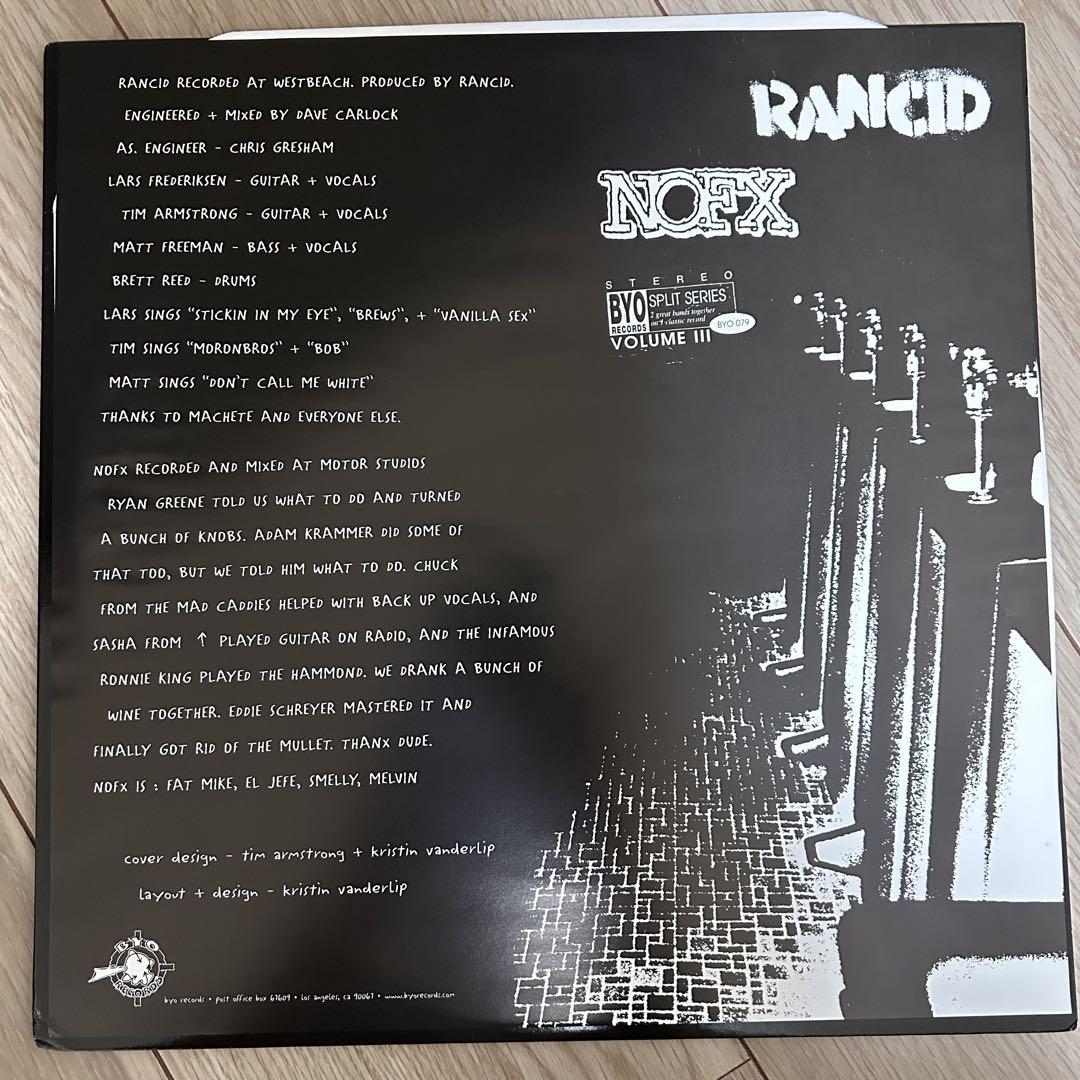 RANCID RECORDED AT WESTBEACH. PRODUCED BY RANCID.
ENGINEERED + MIXED BY DAVE CARLOCK
AS. ENGINEER - CHRIS GRESHAM
LARS FREDERIKSEN - GUITAR + VOCALS
TIM ARMSTRONG - GUITAR + VOCALS
MATT FREEMAN - BASS + VOCALS
BRETT REED - DRUMS
LARS SINGS "STICKIN IN MY EYE", "BREWS", + "VANILLA SEX"
TIM SINGS "MORONBROS" + "BOB"
MATT SINGS "DON'T CALL ME WHITE"
THANKS TO MACHETE AND EVERYONE ELSE.
NOFX RECORDED AND MIXED AT MOTOR STUDIOS
RYAN GREENE TOLD US WHAT TO DO AND TURNED
A BUNCH OF KNOBS. ADAM KRAMMER DID SOME OF
THAT TOO, BUT WE TOLD HIM WHAT TO DO. CHUCK
FROM THE MAD CADDIES HELPED WITH BACK UP VOCALS, AND
SASHA FROM ↑ PLAYED GUITAR ON RADIO, AND THE INFAMOUS
RONNIE KING PLAYED THE HAMMOND. WE DRANK A BUNCH OF
WINE TOGETHER. EDDIE SCHREYER MASTERED IT AND
FINALLY GOT RID OF THE MULLET. THANX DUDE.
NOFX IS : FAT MIKE, EL JEFE, SMELLY, MELVIN
cover design - tim armstrong + kristin vanderlip
layout + design - kristin vanderlip
BYO
RECORDS
byo records • post office box 67609 • los angeles, ca 90067 • www.byorecords.com
RANCID
NOFX
STEREO
BYO
RECORDS
SPLIT SERIES
2 great bands together
on 1 classic record
BYO 079
VOLUME III